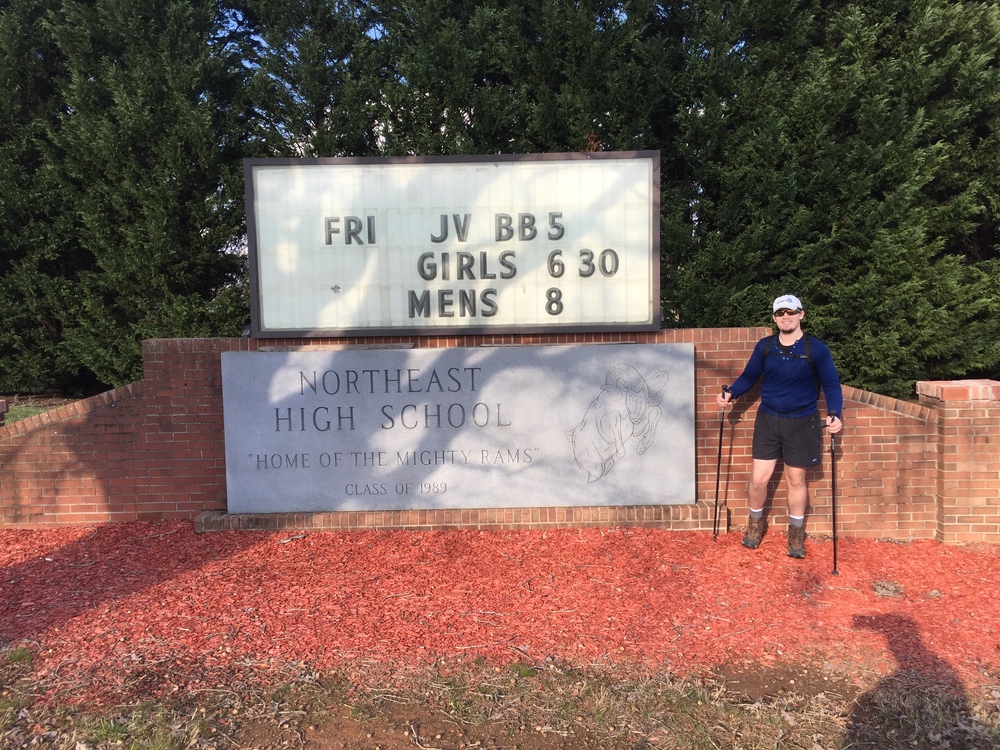 FRI JV BB 5
GIRLS 6 30
MENS 8
NORTHEAST
HIGH SCHOOL
"HOME OF THE MIGHTY RAMS"
CLASS OF 1989